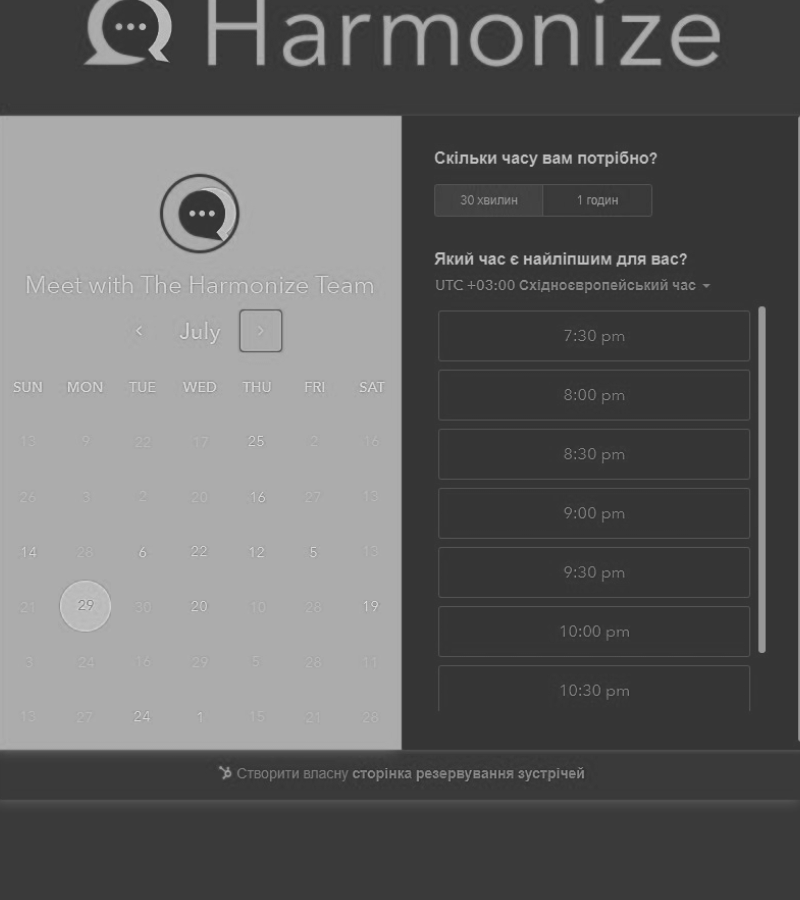 Harmonize
Meet with The Harmonize Team
July
SUN MON TUE WED THU FRI SAT
13 9 22 17 25 2 16
26 3 2 20 16 27 13
14 28 6 22 12 5 13
21 29 30 20 10 28 19
3 24 16 29 5 28 11
13 27 24 1 15 21 28
Скільки часу вам потрібно?
30 хвилин 1 годин
Який час є найліпшим для вас?
UTC +03:00 Східноєвропейський час
7:30 pm
8:00 pm
8:30 pm
9:00 pm
9:30 pm
10:00 pm
10:30 pm
Створити власну сторінка резервування зустрічей